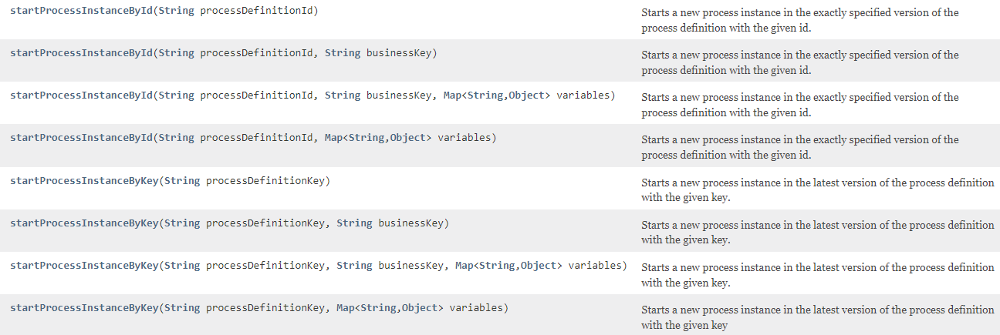 startProcessInstanceById(String processDefinitionId)
Starts a new process instance in the exactly specified version of the
process definition with the given id.
startProcessInstanceById(String processDefinitionId, String businessKey)
Starts a new process instance in the exactly specified version of the
process definition with the given id.
startProcessInstanceById(String processDefinitionId, String businessKey, Map<String,Object> variables)
Starts a new process instance in the exactly specified version of the
process definition with the given id.
startProcessInstanceById(String processDefinitionId, Map<String,Object> variables)
Starts a new process instance in the exactly specified version of the
process definition with the given id.
startProcessInstanceByKey(String processDefinitionKey)
Starts a new process instance in the latest version of the process definition
with the given key.
startProcessInstanceByKey(String processDefinitionKey, String businessKey)
Starts a new process instance in the latest version of the process definition
with the given key.
startProcessInstanceByKey(String processDefinitionKey, String businessKey, Map<String,Object> variables)
Starts a new process instance in the latest version of the process definition
with the given key.
startProcessInstanceByKey(String processDefinitionKey, Map<String,Object> variables)
Starts a new process instance in the latest version of the process definition
with the given key